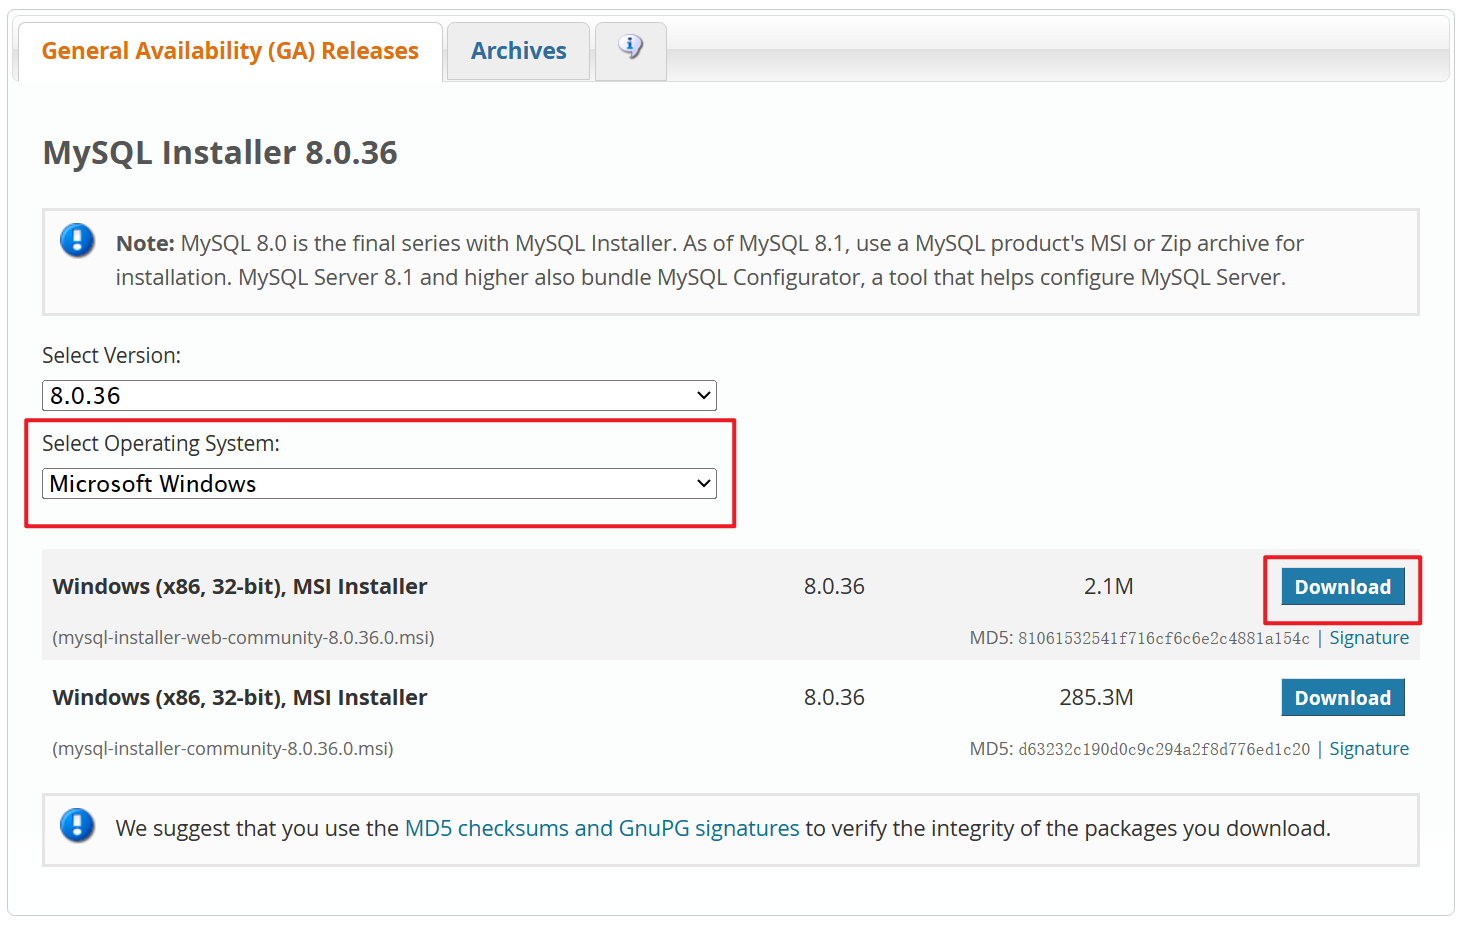 General Availability (GA) Releases
Archives
MySQL Installer 8.0.36
Note: MySQL 8.0 is the final series with MySQL Installer. As of MySQL 8.1, use a MySQL product's MSI or Zip archive for
installation. MySQL Server 8.1 and higher also bundle MySQL Configurator, a tool that helps configure MySQL Server.
Select Version:
8.0.36
Select Operating System:
Microsoft Windows
Windows (x86, 32-bit), MSI Installer 8.0.36 2.1M Download
(mysql-installer-web-community-8.0.36.0.msi) MD5: 81061532541f716cf6c6e2c4881a154c | Signature
Windows (x86, 32-bit), MSI Installer 8.0.36 285.3M Download
(mysql-installer-community-8.0.36.0.msi) MD5: d63232c190d0c9c294a2f8d776ed1c20 | Signature
We suggest that you use the MD5 checksums and GnuPG signatures to verify the integrity of the packages you download.